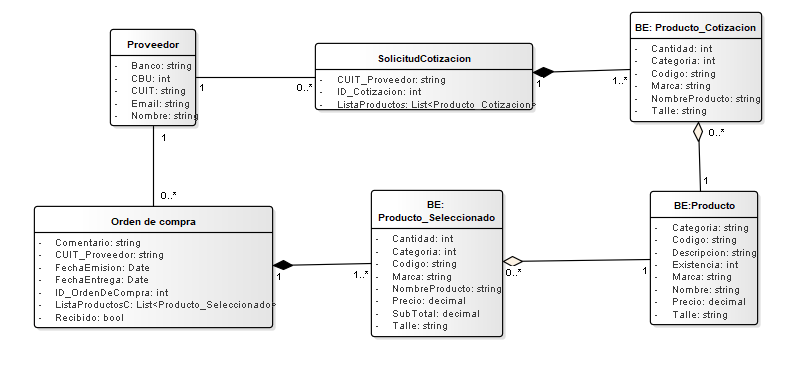 Proveedor
- Banco: string
- CBU: int
- CUIT: string
- Email: string
- Nombre: string
1
0..*
SolicitudCotizacion
- CUIT_Proveedor: string
- ID_Cotizacion: int
- ListaProductos: List<Producto_Cotizacion>
1
1..*
BE: Producto_Cotizacion
- Cantidad: int
- Categoria: int
- Codigo: string
- Marca: string
- NombreProducto: string
- Talle: string
0..*
1
1
0..*
Orden de compra
- Comentario: string
- CUIT_Proveedor: string
- FechaEmision: Date
- FechaEntrega: Date
- ID_OrdenDeCompra: int
- ListaProductosC: List<Producto_Seleccionado>
- Recibido: bool
1
1..*
BE:
Producto_Seleccionado
- Cantidad: int
- Categoria: int
- Codigo: string
- Marca: string
- NombreProducto: string
- Precio: decimal
- SubTotal: decimal
- Talle: string
0..*
1
BE:Producto
- Categoria: string
- Codigo: string
- Descripcion: string
- Existencia: int
- Marca: string
- Nombre: string
- Precio: decimal
- Talle: string